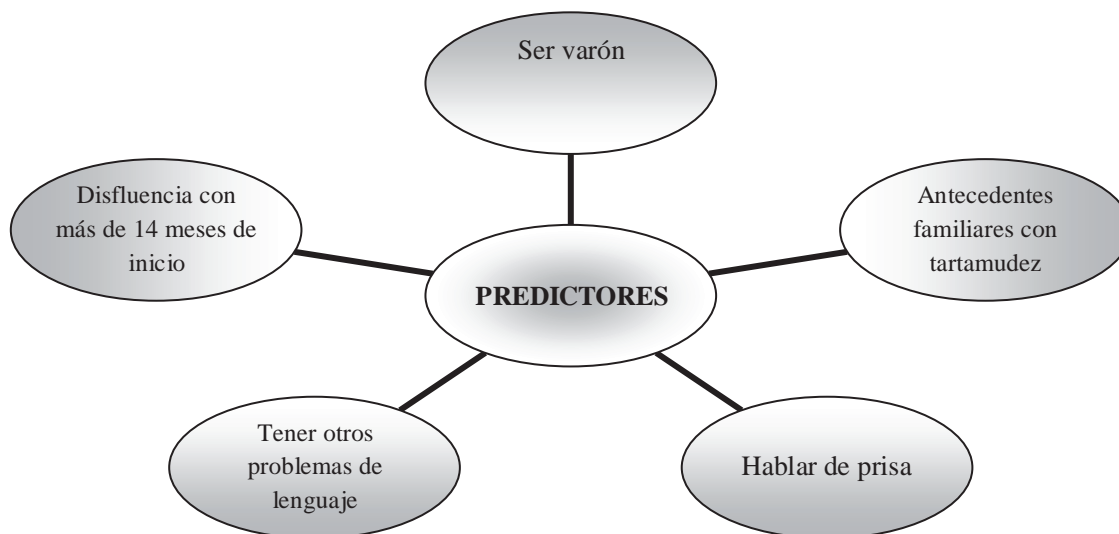 Ser varón
Disfluencia con
más de 14 meses de
inicio
Antecedentes
familiares con
tartamudez
PREDICTORES
Tener otros
problemas de
lenguaje
Hablar de prisa